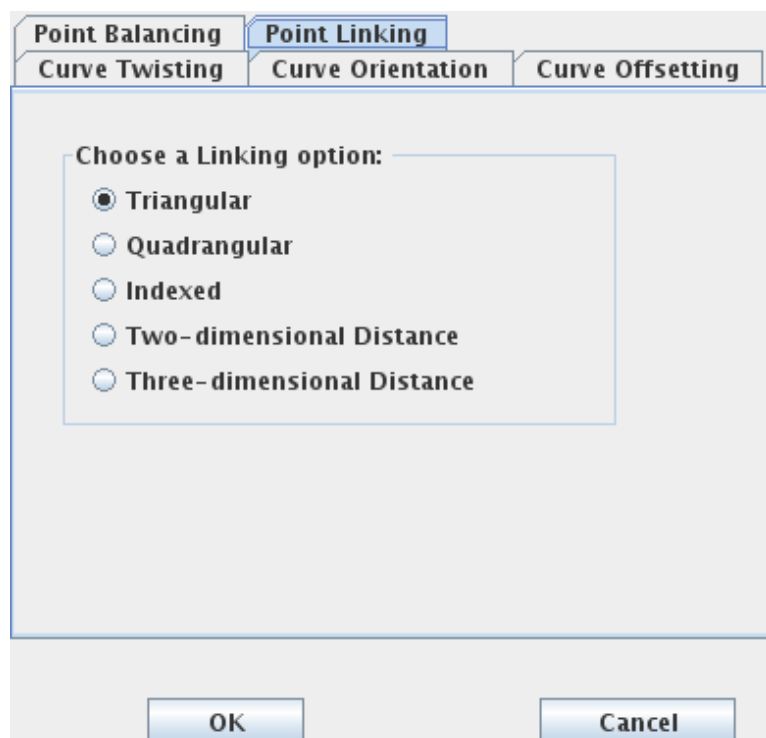 Point Balancing Point Linking
Curve Twisting Curve Orientation Curve Offsetting
Choose a Linking option:
Triangular
Quadrangular
Indexed
Two-dimensional Distance
Three-dimensional Distance
OK Cancel